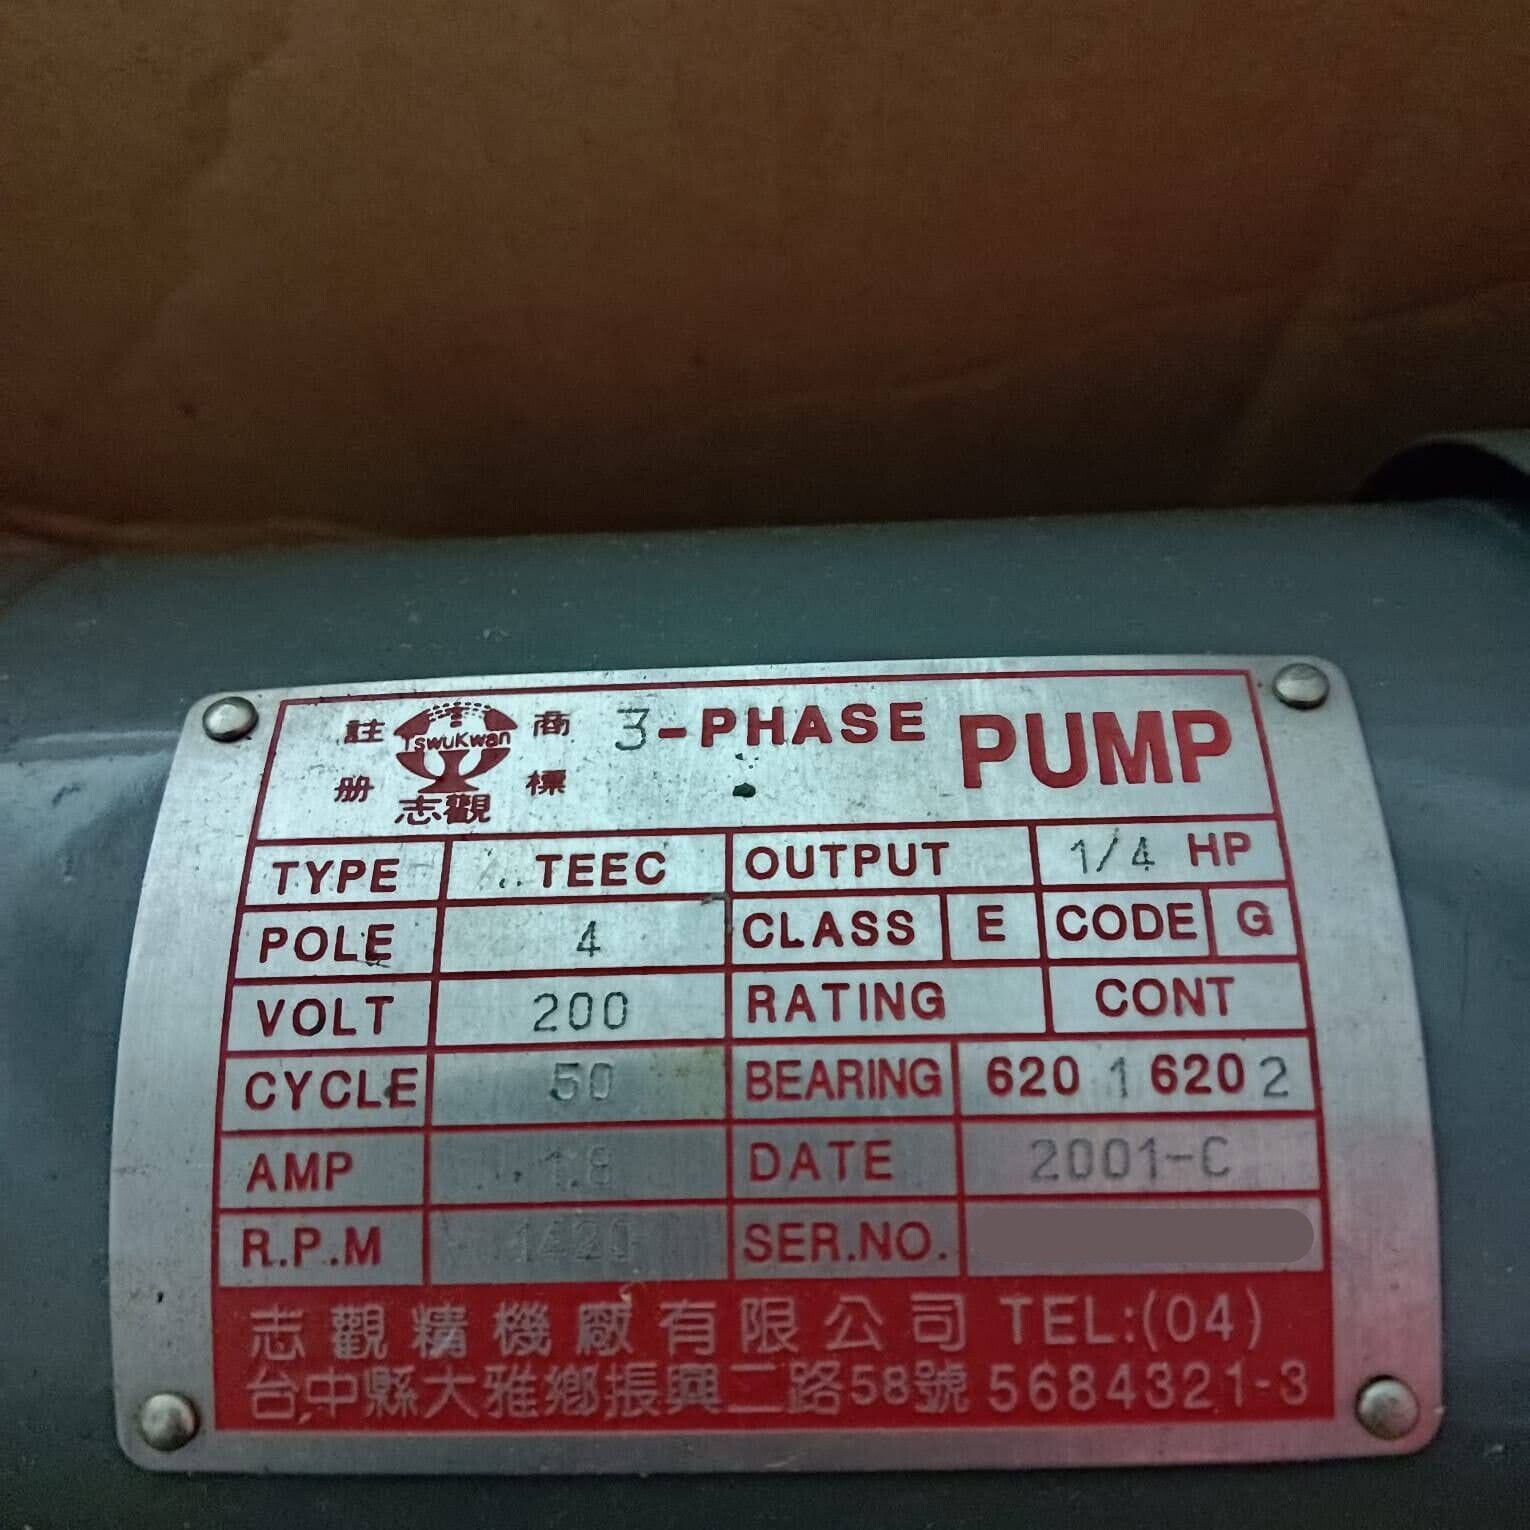 註 TswuKwan 商 3-PHASE PUMP
册 志觀 標
TYPE TEEC OUTPUT 1/4 HP
POLE 4 CLASS E CODE G
VOLT 200 RATING CONT
CYCLE 50 BEARING 620 1 620 2
AMP 1.8 DATE 2001-C
R.P.M 1420 SER.NO.
志觀精機廠有限公司 TEL:(04)
台中縣大雅鄉振興二路58號 5684321-3